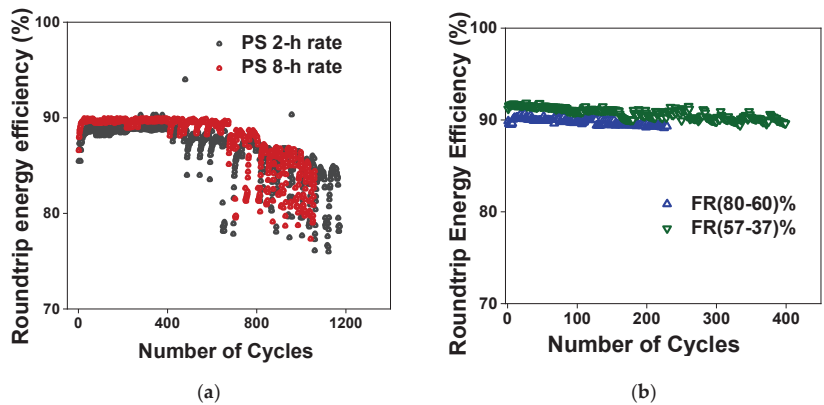 100
90
80
70
Roundtrip energy efficiency (%)
PS 2-h rate
PS 8-h rate
0
400
800
1200
Number of Cycles
(a)
100
90
80
70
Roundtrip Energy Efficiency (%)
FR(80-60)%
FR(57-37)%
0
100
200
300
400
Number of Cycles
(b)